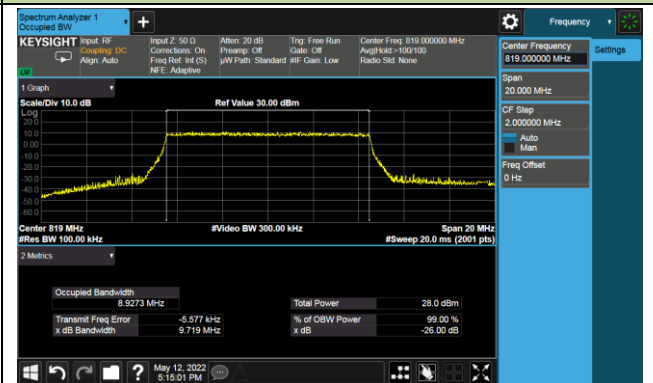 Spectrum Analyzer 1
Occupied BW
Frequency
KEYSIGHT
Input: RF
Coupling: DC
Align: Auto
Input Z: 50 Ω
Corrections: On
Freq Ref: Int (S)
NFE: Adaptive
Atten: 20 dB
Preamp: Off
µW Path: Standard
Trig: Free Run
Gate: Off
#IF Gain: Low
Center Freq: 819.000000 MHz
Avg|Hold:>100/100
Radio Std: None
Center Frequency
819.000000 MHz
Settings
Span
20.000 MHz
CF Step
2.000000 MHz
Auto
Man
Freq Offset
0 Hz
1 Graph
Scale/Div 10.0 dB
Ref Value 30.00 dBm
Log
20.0
10.0
0.00
-10.0
-20.0
-30.0
-40.0
-50.0
-60.0
Center 819 MHz
#Video BW 300.00 kHz
Span 20 MHz
#Res BW 100.00 kHz
#Sweep 20.0 ms (2001 pts)
2 Metrics
Occupied Bandwidth
8.9273 MHz
Total Power
28.0 dBm
Transmit Freq Error
-5.577 kHz
% of OBW Power
99.00 %
x dB Bandwidth
9.719 MHz
x dB
-26.00 dB
?
May 12, 2022
5:15:01 PM